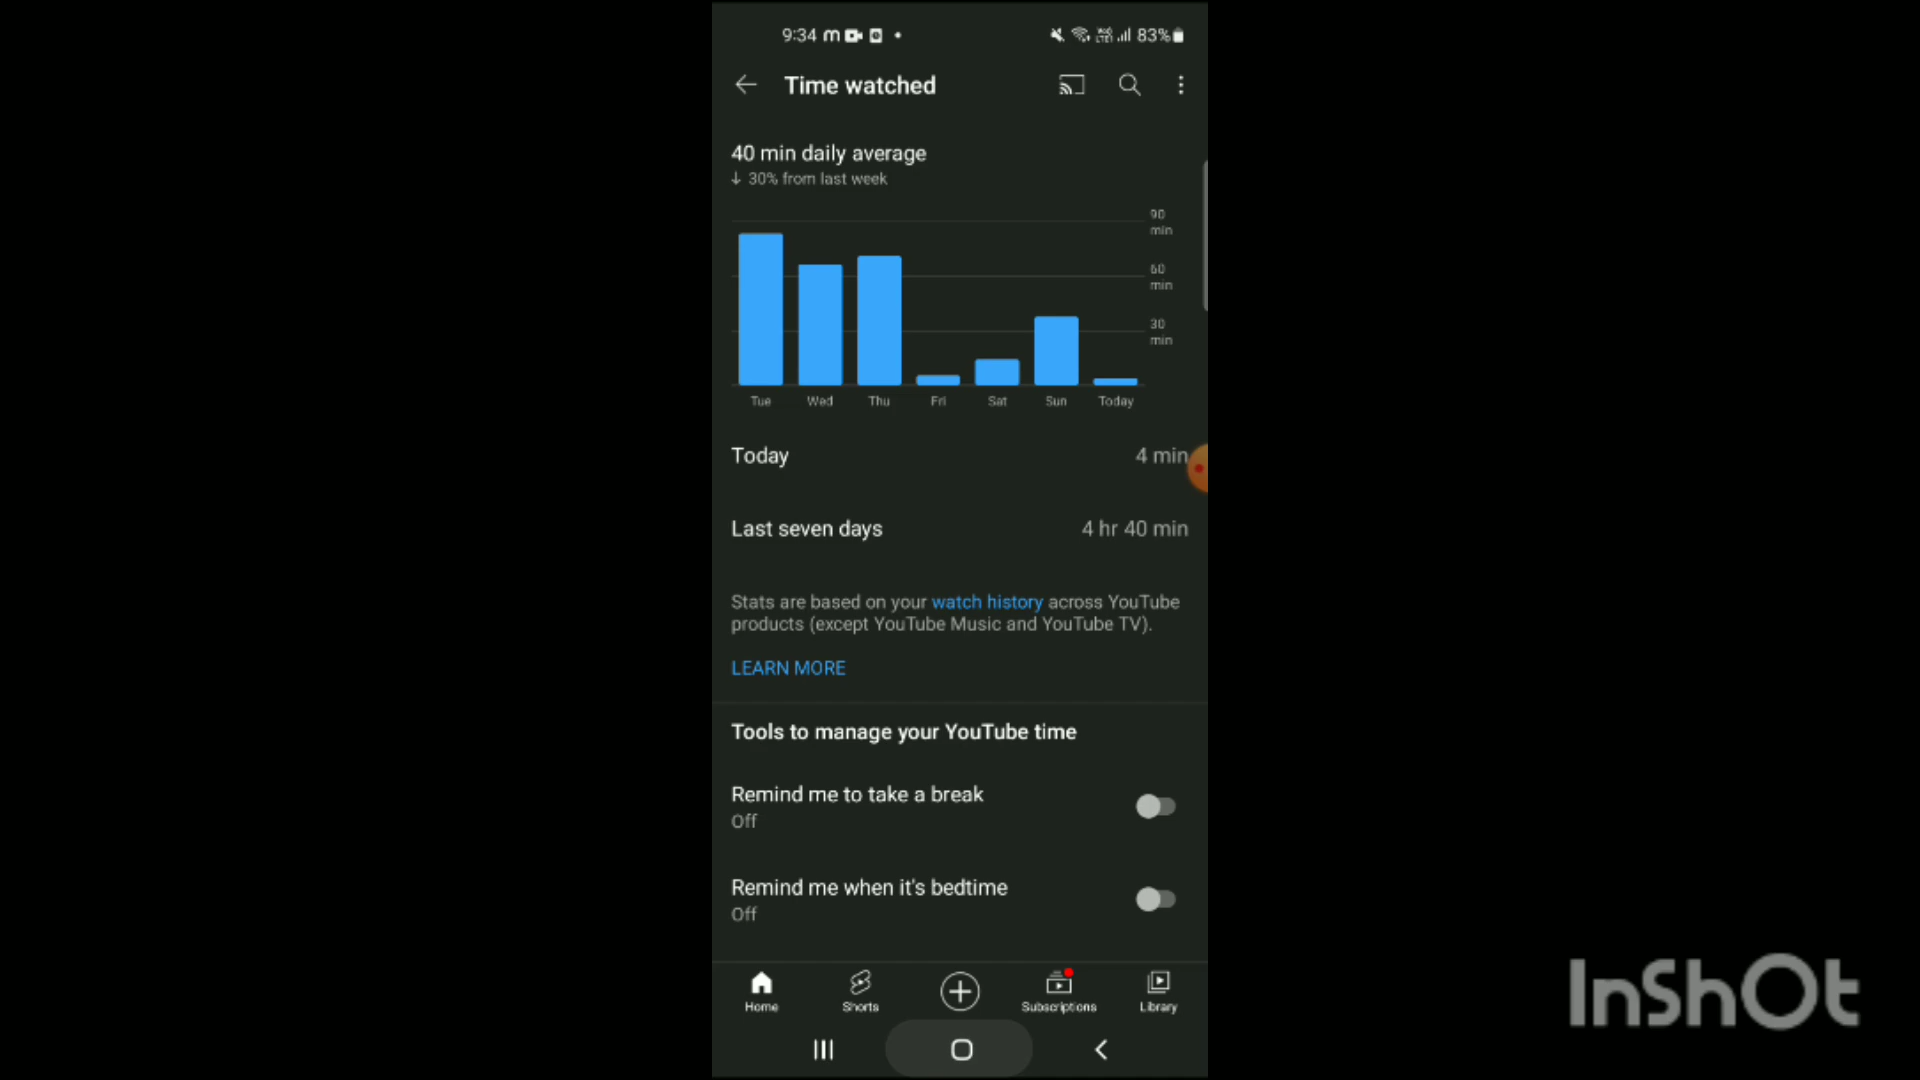 9:34 83%
Time watched
40 min daily average
↓ 30% from last week
90
min
60
min
30
min
Tue Wed Thu Fri Sat Sun Today
Today 4 min
Last seven days 4 hr 40 min
Stats are based on your watch history across YouTube
products (except YouTube Music and YouTube TV).
LEARN MORE
Tools to manage your YouTube time
Remind me to take a break
Off
Remind me when it's bedtime
Off
Home Shorts Subscriptions Library
InShOt